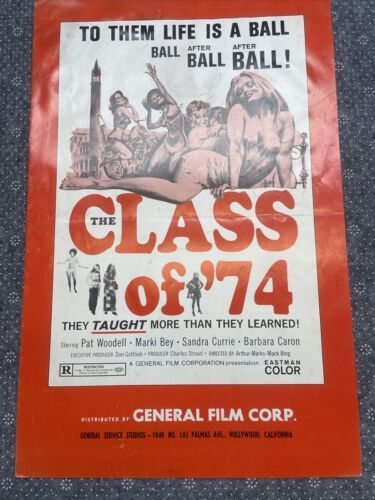 TO THEM LIFE IS A BALL
BALL AFTER BALL AFTER BALL!
THE CLASS
of '74
THEY TAUGHT MORE THAN THEY LEARNED!
Starring Pat Woodell • Marki Bey • Sandra Currie • Barbara Caron
EXECUTIVE PRODUCER Don Gottlieb • PRODUCER Charles Stroud • DIRECTED BY Arthur Marks Mack Bing
R RESTRICTED
A GENERAL FILM CORPORATION presentation
EASTMAN COLOR
DISTRIBUTED BY GENERAL FILM CORP.
GENERAL SERVICE STUDIOS - 1040 NO. LAS PALMAS AVE., HOLLYWOOD, CALIFORNIA